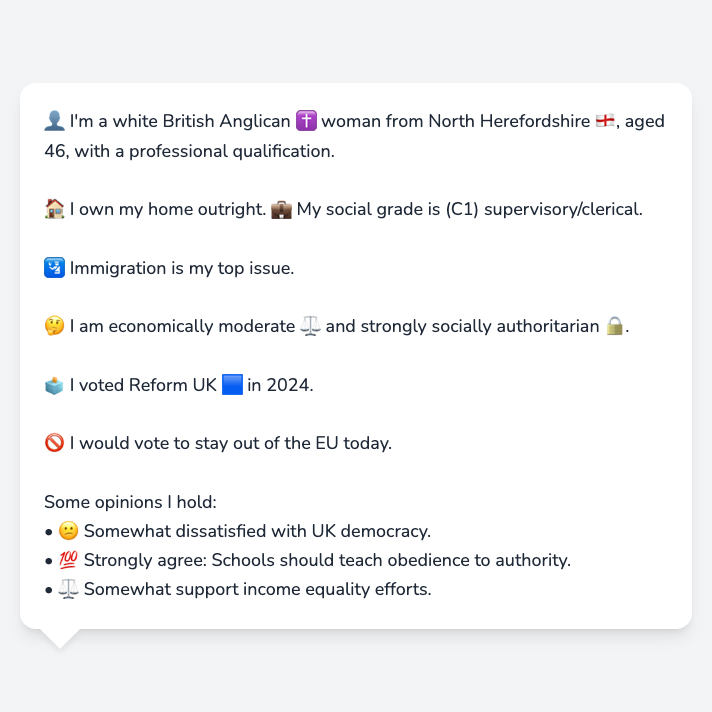 👤 I'm a white British Anglican ✝️ woman from North Herefordshire 🏴󠁧󠁢󠁥󠁮󠁧󠁿, aged
46, with a professional qualification.
🏠 I own my home outright. 💼 My social grade is (C1) supervisory/clerical.
🛂 Immigration is my top issue.
🤔 I am economically moderate ⚖️ and strongly socially authoritarian 🔒.
🗳️ I voted Reform UK 🟦 in 2024.
🚫 I would vote to stay out of the EU today.
Some opinions I hold:
• 😕 Somewhat dissatisfied with UK democracy.
• 💯 Strongly agree: Schools should teach obedience to authority.
• ⚖️ Somewhat support income equality efforts.